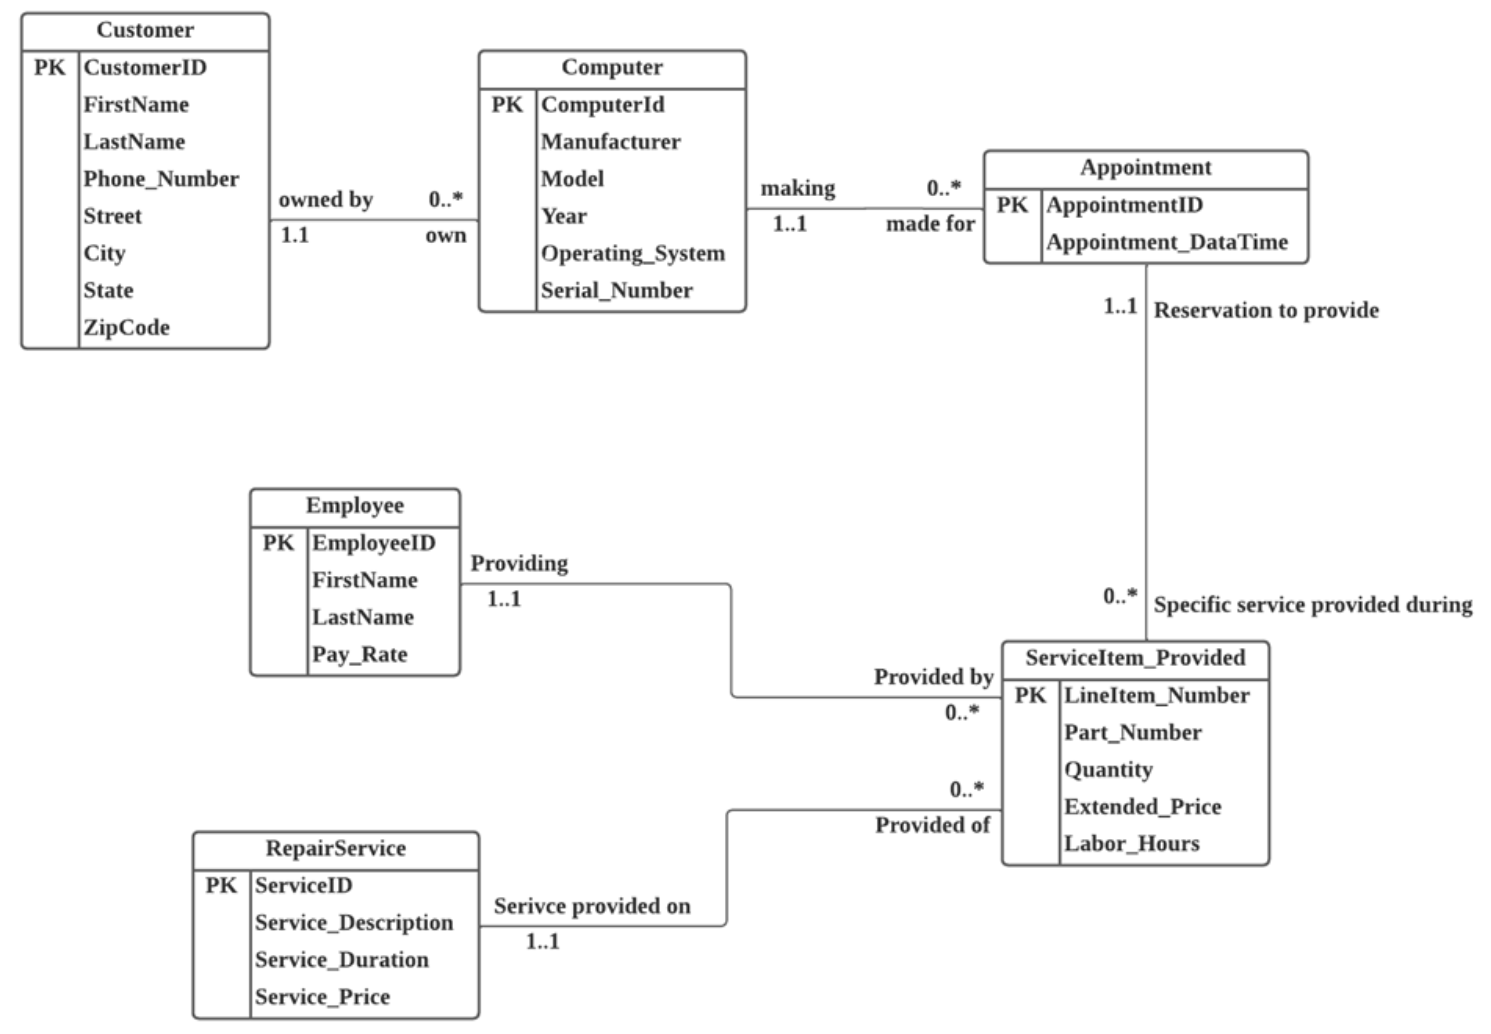 Customer
PK CustomerID
FirstName
LastName
Phone_Number
Street
City
State
ZipCode
owned by 0..*
1.1 own
Computer
PK ComputerId
Manufacturer
Model
Year
Operating_System
Serial_Number
making 0..*
1..1 made for
Appointment
PK AppointmentID
Appointment_DataTime
1..1 Reservation to provide
0..* Specific service provided during
Employee
PK EmployeeID
FirstName
LastName
Pay_Rate
Providing
1..1
Provided by
0..*
ServiceItem_Provided
PK LineItem_Number
Part_Number
Quantity
Extended_Price
Labor_Hours
0..*
Provided of
RepairService
PK ServiceID
Service_Description
Service_Duration
Service_Price
Serivce provided on
1..1